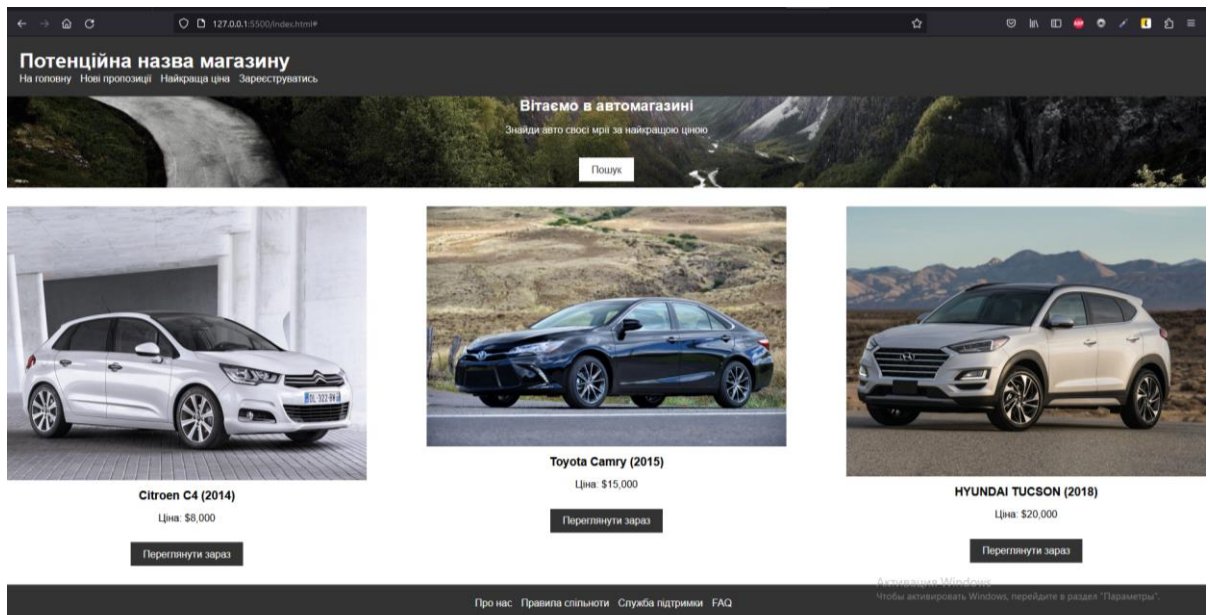 127.0.0.1:5500/index.html#
Потенційна назва магазину
На головну Нові пропозиції Найкраща ціна Зареєструватись
Вітаємо в автомагазині
Знайди авто своєї мрії за найкращою ціною
Пошук
DL-322-BW
Citroen C4 (2014)
Ціна: $8,000
Переглянути зараз
Toyota Camry (2015)
Ціна: $15,000
Переглянути зараз
HYUNDAI TUCSON (2018)
Ціна: $20,000
Переглянути зараз
Про нас Правила спільноти Служба підтримки FAQ
Активация Windows
Чтобы активировать Windows, перейдите в раздел "Параметры".